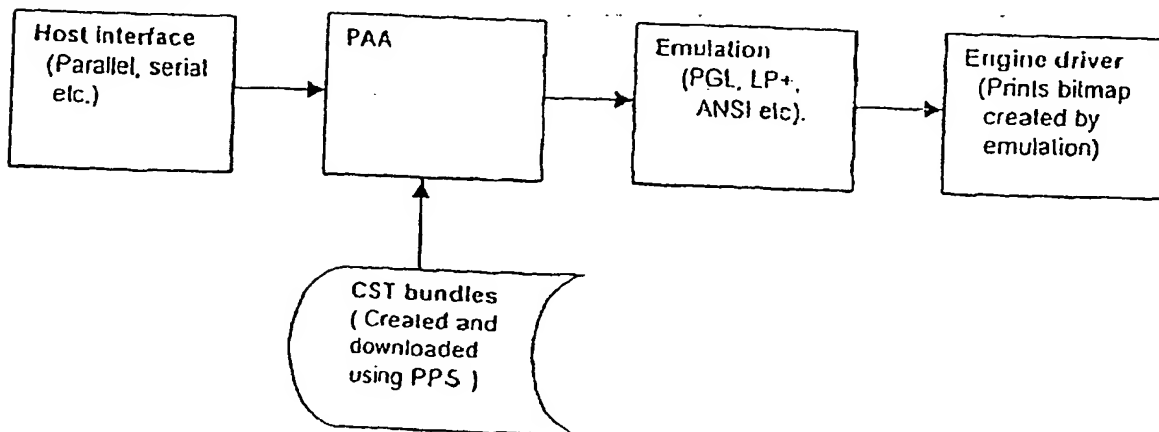 Host interface
(Parallel, serial
etc.)
PAA
Emulation
(PGL, LP+,
ANSI etc).
Engine driver
(Prints bitmap
created by
emulation)
CST bundles
( Created and
downloaded
using PPS )